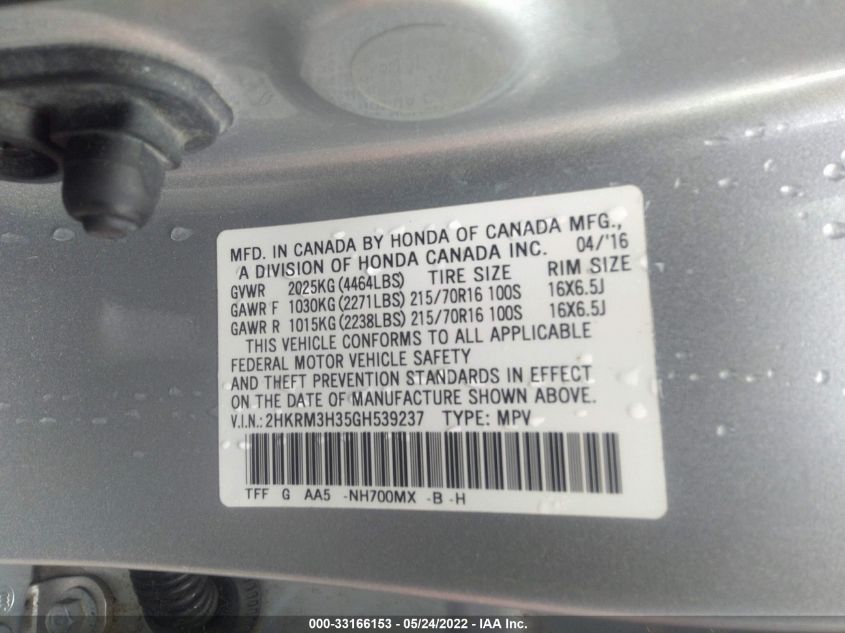 MFD. IN CANADA BY HONDA OF CANADA MFG.,
A DIVISION OF HONDA CANADA INC. 04/'16
GVWR 2025KG (4464LBS) TIRE SIZE RIM SIZE
GAWR F 1030KG (2271LBS) 215/70R16 100S 16X6.5J
GAWR R 1015KG (2238LBS) 215/70R16 100S 16X6.5J
THIS VEHICLE CONFORMS TO ALL APPLICABLE
FEDERAL MOTOR VEHICLE SAFETY
AND THEFT PREVENTION STANDARDS IN EFFECT
ON THE DATE OF MANUFACTURE SHOWN ABOVE.
V.I.N.: 2HKRM3H35GH539237 TYPE: MPV
TFF G AA5 -NH700MX -B -H
000-33166153 - 05/24/2022 - IAA Inc.